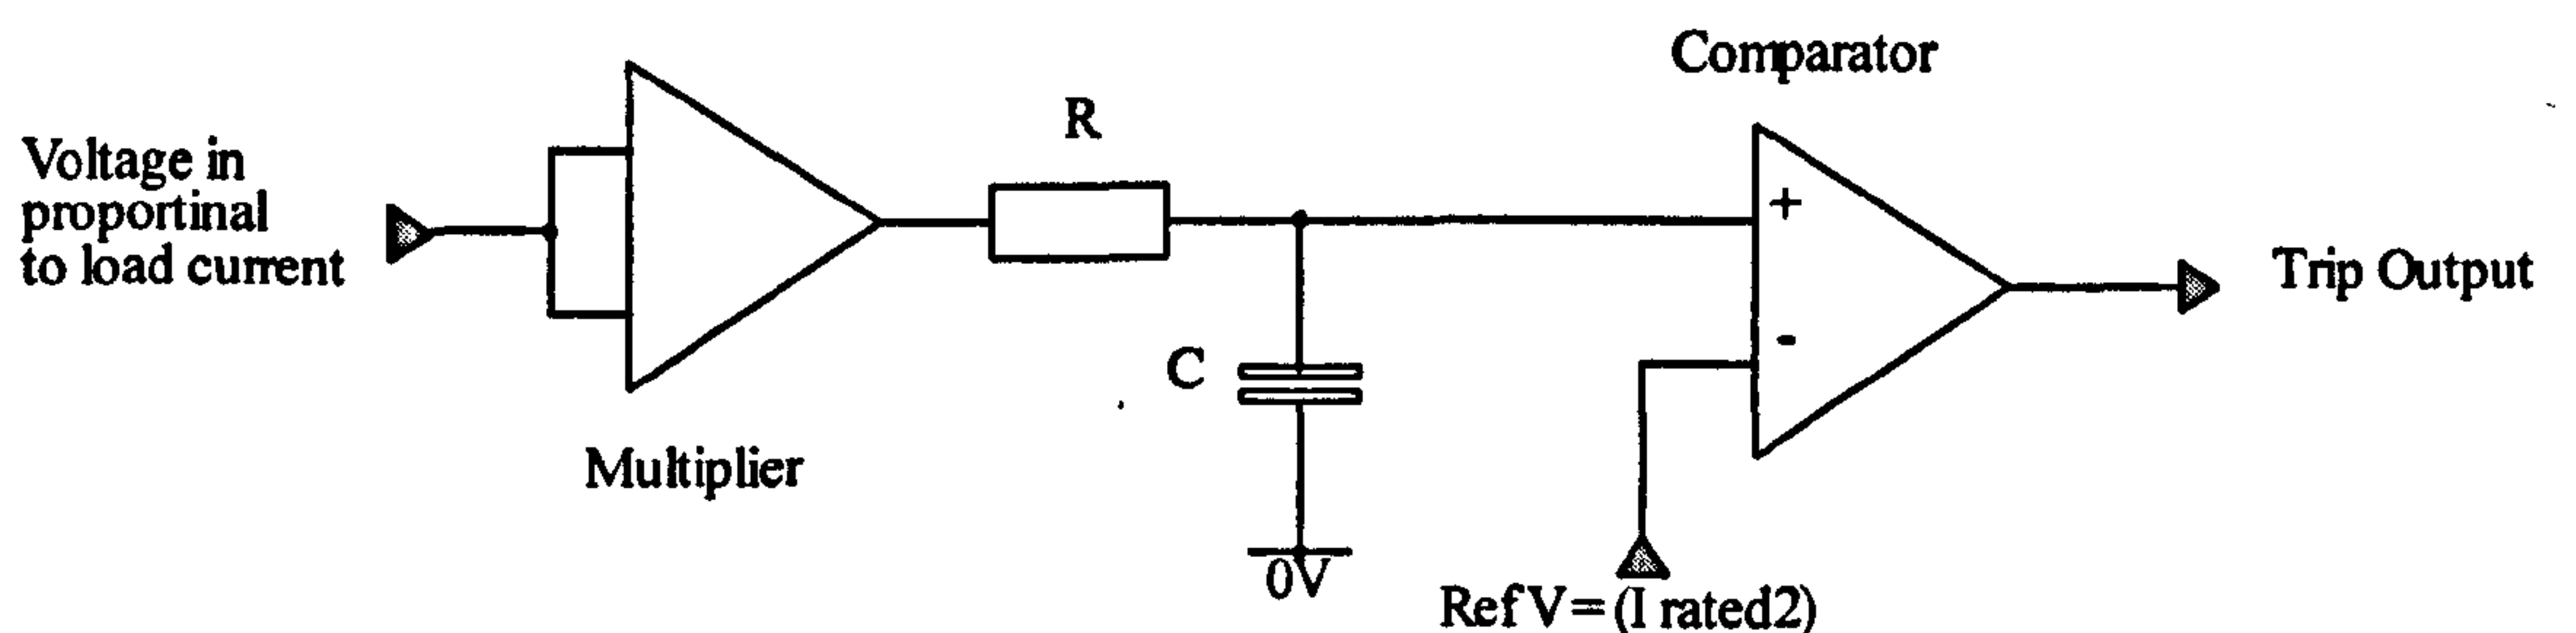 Comparator
R
Voltage in
proportinal
to load current
+
Trip Output
-
C
Multiplier
0V
Ref V = (I rated2)